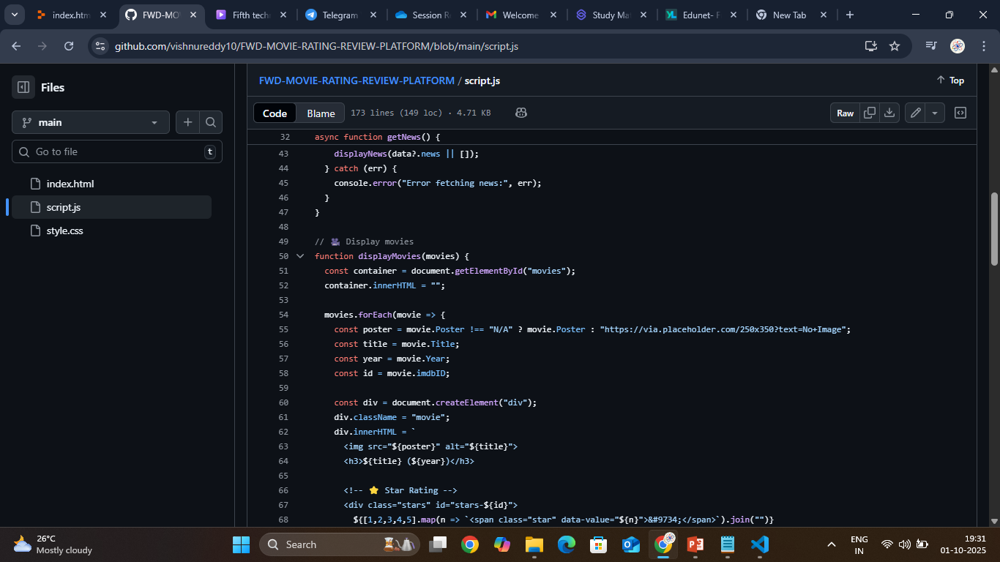 index.htm
FWD-MO
Fifth tech
Telegram
Session R
Welcome
Study Ma
Edunet- F
New Tab
github.com/vishnureddy10/FWD-MOVIE-RATING-REVIEW-PLATFORM/blob/main/script.js
Files
main
Go to file
t
index.html
script.js
style.css
FWD-MOVIE-RATING-REVIEW-PLATFORM / script.js
Top
Code
Blame
173 lines (149 loc) · 4.71 KB
Raw
32 async function getNews() {
43 displayNews(data?.news || []);
44 } catch (err) {
45 console.error("Error fetching news:", err);
46 }
47 }
48
49 // 🎥 Display movies
50 function displayMovies(movies) {
51 const container = document.getElementById("movies");
52 container.innerHTML = "";
53
54 movies.forEach(movie => {
55 const poster = movie.Poster !== "N/A" ? movie.Poster : "https://via.placeholder.com/250x350?text=No+Image";
56 const title = movie.Title;
57 const year = movie.Year;
58 const id = movie.imdbID;
59
60 const div = document.createElement("div");
61 div.className = "movie";
62 div.innerHTML = `
63 <img src="${poster}" alt="${title}">
64 <h3>${title} (${year})</h3>
65
66 <!-- ⭐ Star Rating -->
67 <div class="stars" id="stars-${id}">
68 ${[1,2,3,4,5].map(n => `<span class="star" data-value="${n}">&#9734;</span>`).join("")}
26°C
Mostly cloudy
Search
ENG
IN
19:31
01-10-2025